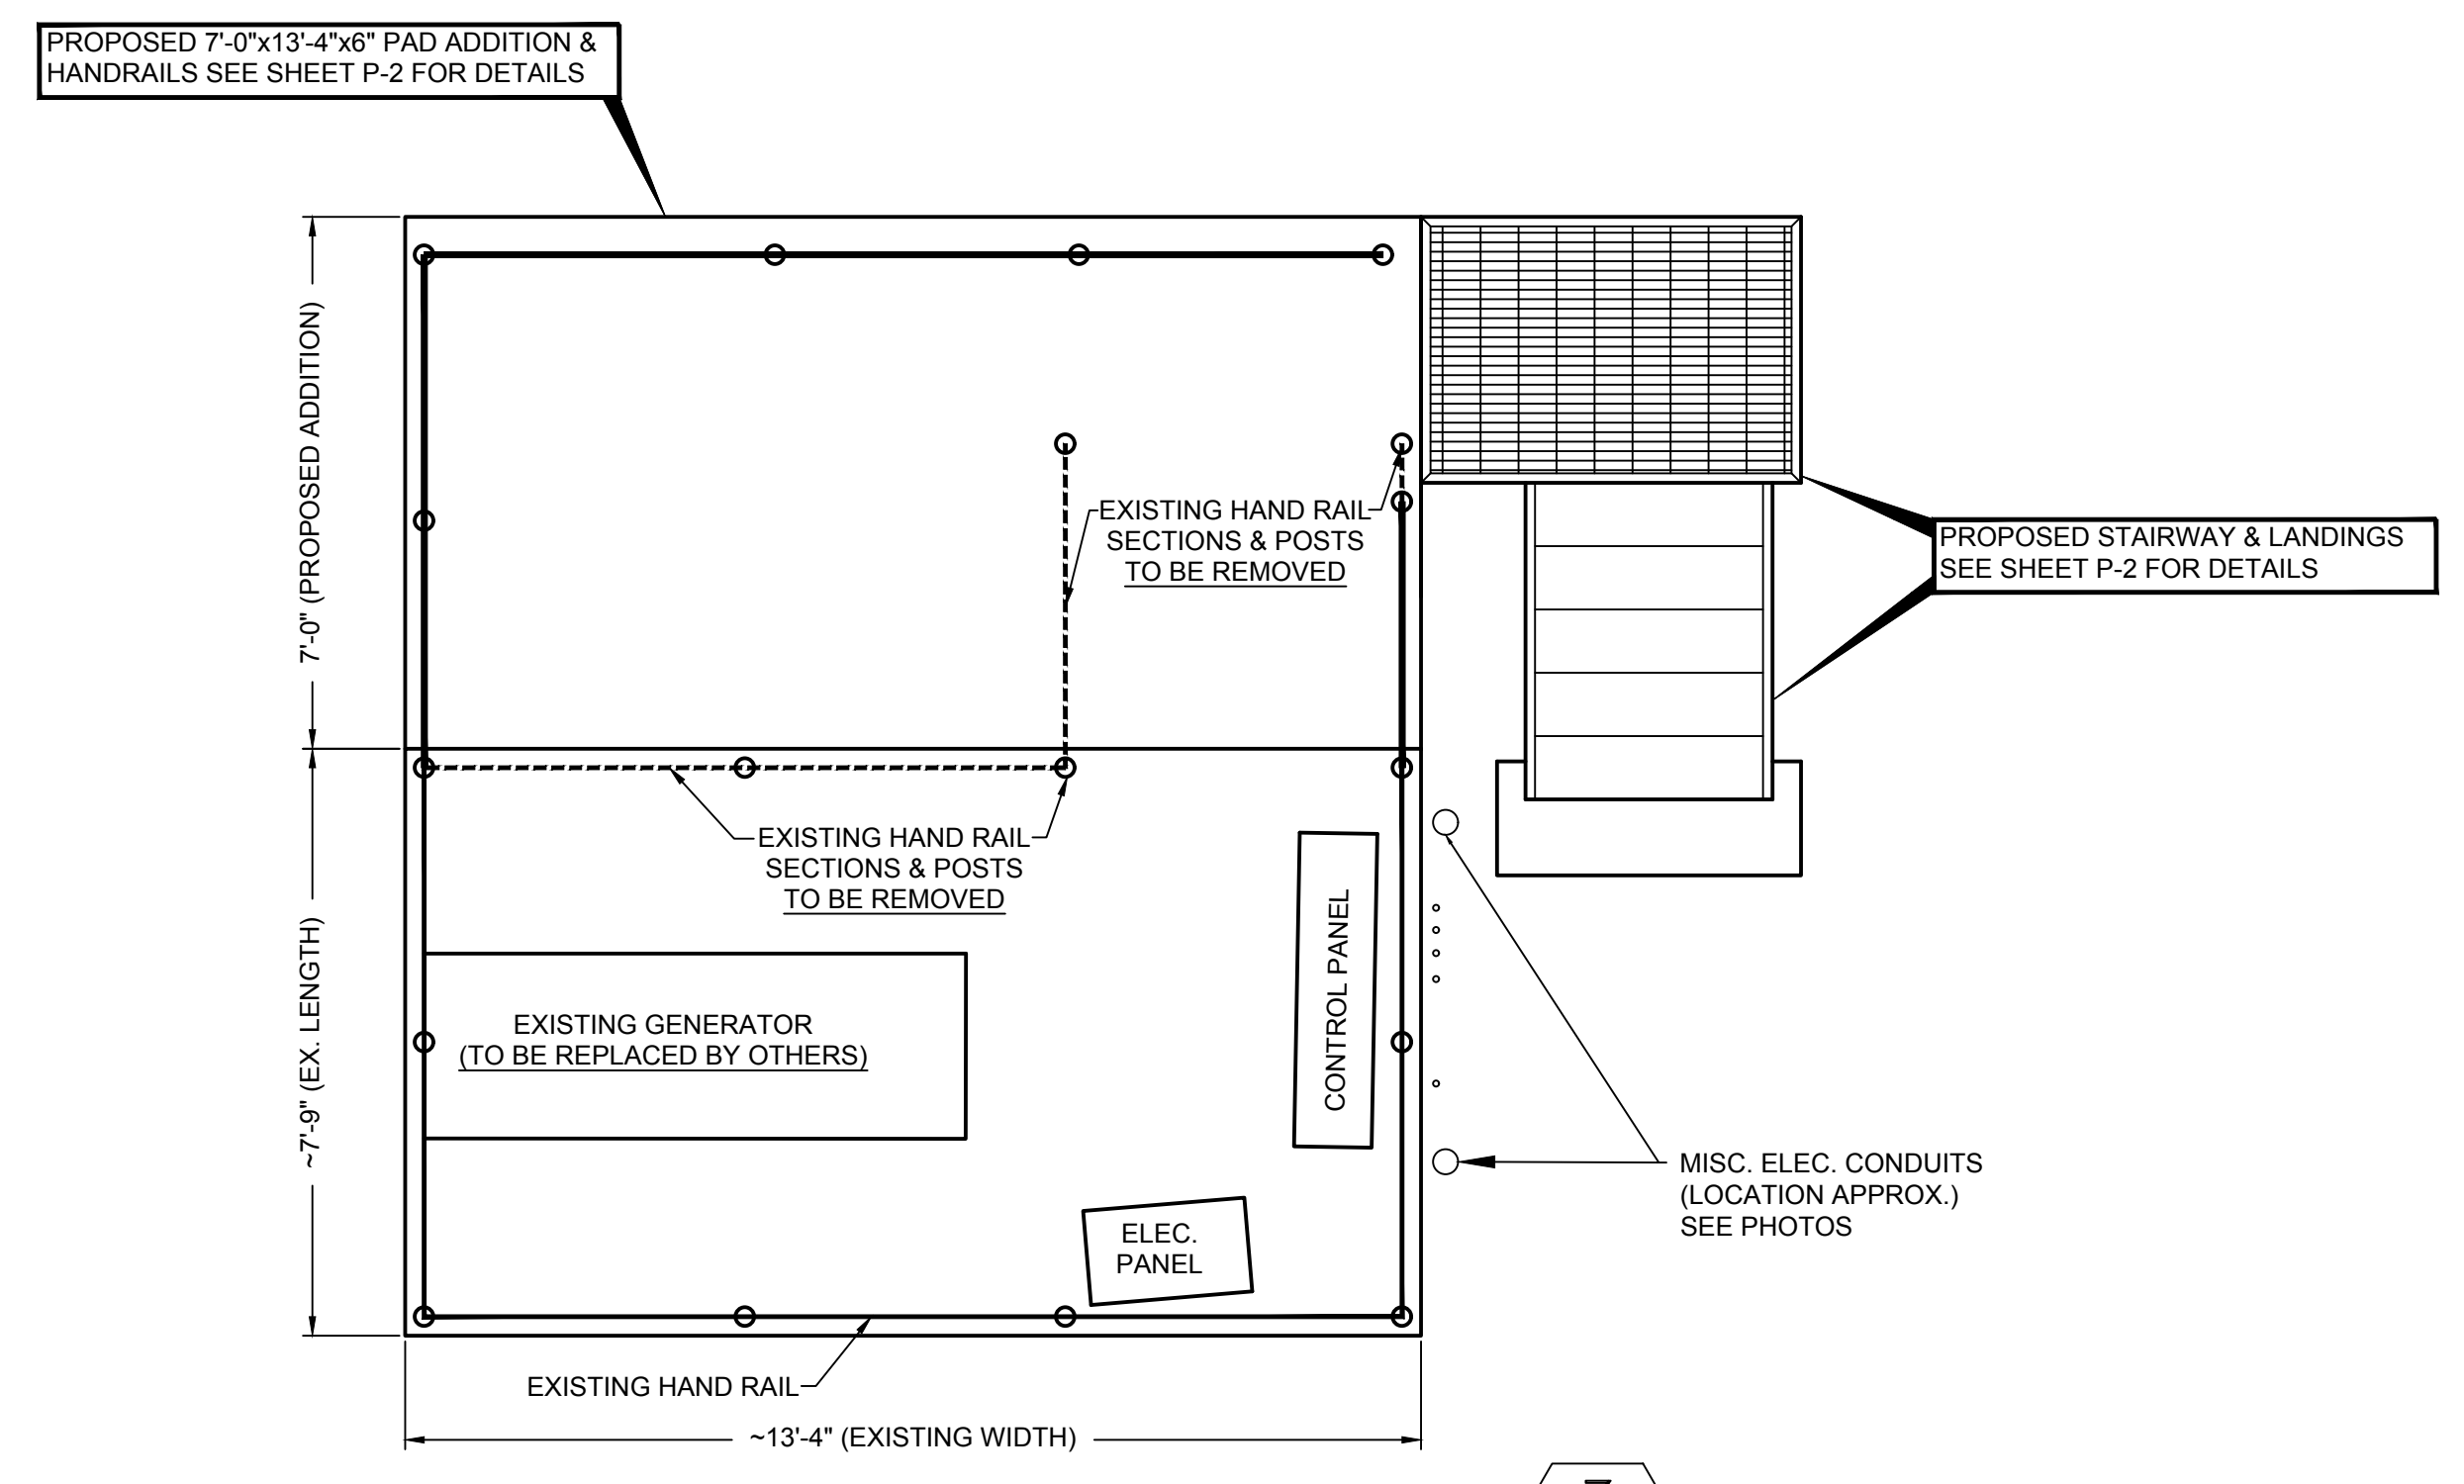 PROPOSED 7'-0"x13'-4"x6" PAD ADDITION &
HANDRAILS SEE SHEET P-2 FOR DETAILS
7'-0" (PROPOSED ADDITION)
EXISTING HAND RAIL
SECTIONS & POSTS
TO BE REMOVED
PROPOSED STAIRWAY & LANDINGS
SEE SHEET P-2 FOR DETAILS
EXISTING HAND RAIL
SECTIONS & POSTS
TO BE REMOVED
~7'-9" (EX. LENGTH)
EXISTING GENERATOR
(TO BE REPLACED BY OTHERS)
CONTROL PANEL
ELEC.
PANEL
MISC. ELEC. CONDUITS
(LOCATION APPROX.)
SEE PHOTOS
EXISTING HAND RAIL
~13'-4" (EXISTING WIDTH)